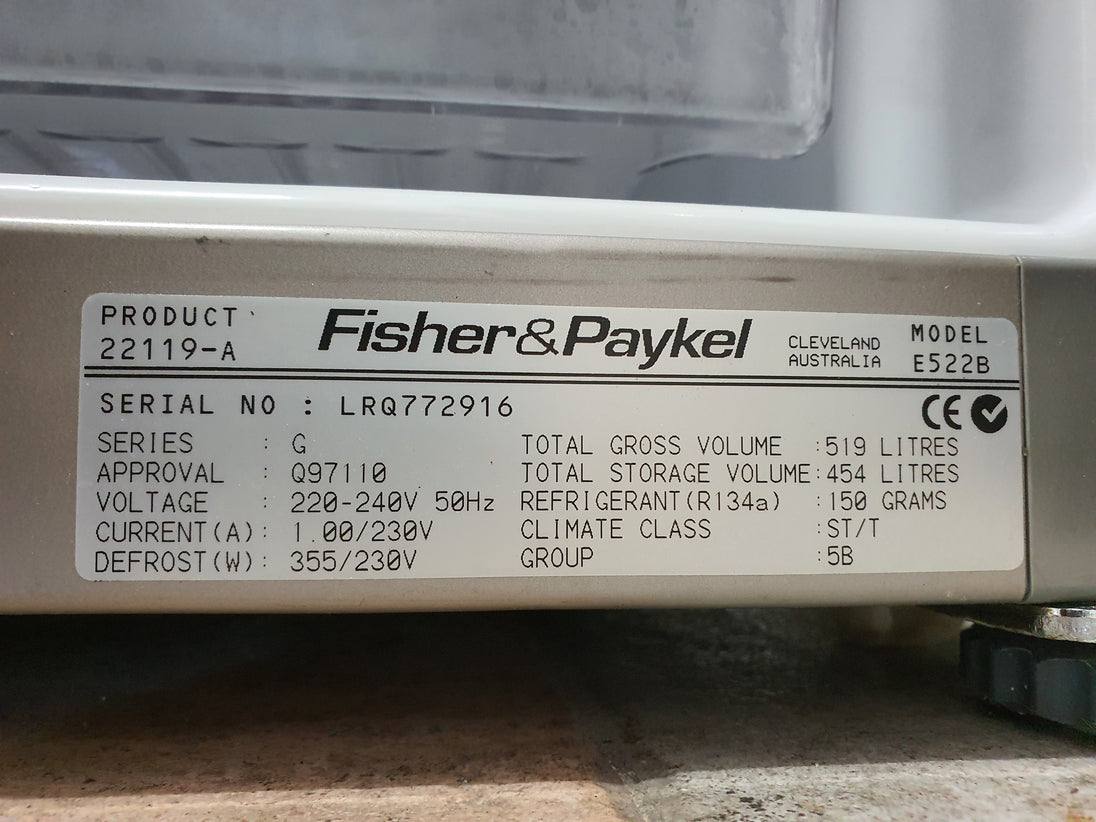 PRODUCT
22119-A
Fisher&Paykel
CLEVELAND
AUSTRALIA
MODEL
E522B
SERIAL NO : LRQ772916
CE
SERIES : G
APPROVAL : Q97110
VOLTAGE : 220-240V 50Hz
CURRENT(A): 1.00/230V
DEFROST(W): 355/230V
TOTAL GROSS VOLUME :519 LITRES
TOTAL STORAGE VOLUME:454 LITRES
REFRIGERANT(R134a) :150 GRAMS
CLIMATE CLASS :ST/T
GROUP :5B